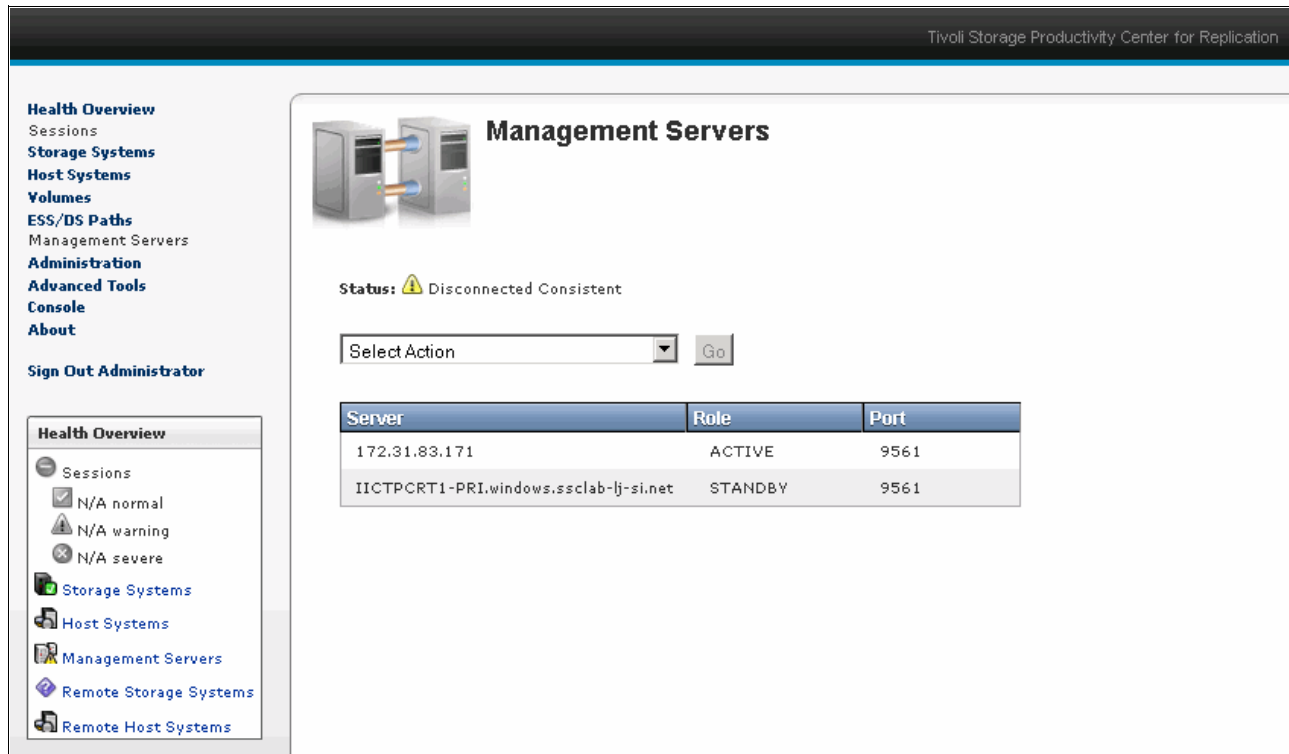 Tivoli Storage Productivity Center for Replication
Health Overview
Sessions
Storage Systems
Host Systems
Volumes
ESS/DS Paths
Management Servers
Administration
Advanced Tools
Console
About
Sign Out Administrator
Health Overview
Sessions
N/A normal
N/A warning
N/A severe
Storage Systems
Host Systems
Management Servers
Remote Storage Systems
Remote Host Systems
Management Servers
Status: Disconnected Consistent
Select Action Go
Server Role Port
172.31.83.171 ACTIVE 9561
IICTPCRT1-PRI.windows.ssclab-lj-si.net STANDBY 9561